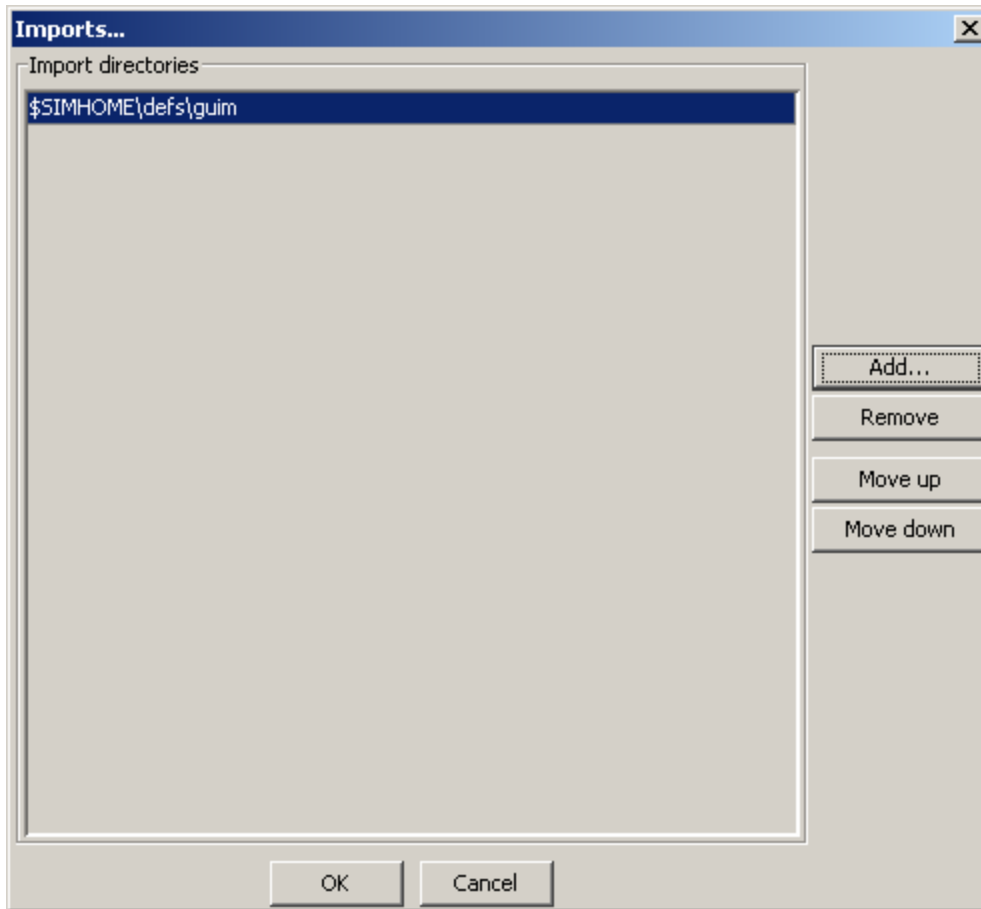 Imports...
Import directories
$SIMHOME\defs\guim
Add...
Remove
Move up
Move down
OK
Cancel